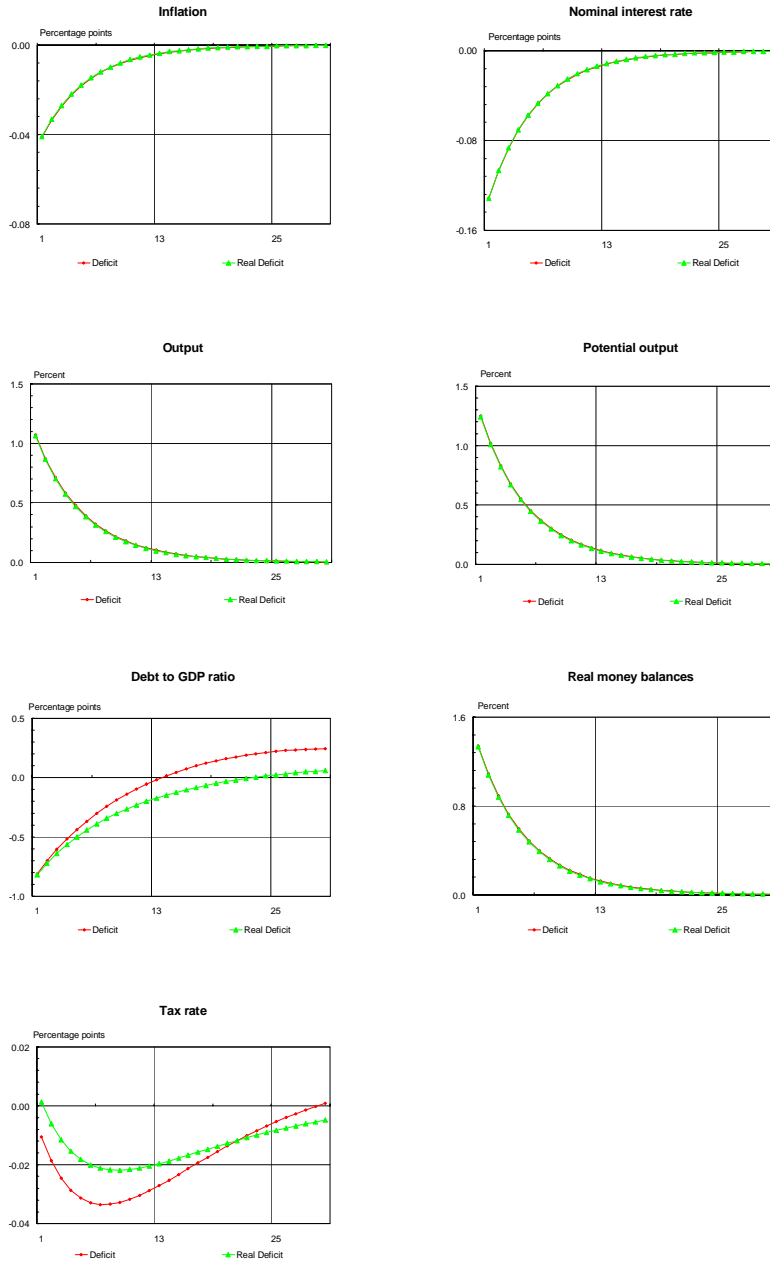 Inflation
Percentage points
0.00
-0.04
-0.08
1 13 25
Deficit Real Deficit
Nominal interest rate
Percentage points
0.00
-0.08
-0.16
1 13 25
Deficit Real Deficit
Output
Percent
1.5
1.0
0.5
0.0
1 13 25
Deficit Real Deficit
Potential output
Percent
1.5
1.0
0.5
0.0
1 13 25
Deficit Real Deficit
Debt to GDP ratio
Percentage points
0.5
0.0
-0.5
-1.0
1 13 25
Deficit Real Deficit
Real money balances
Percent
1.6
0.8
0.0
1 13 25
Deficit Real Deficit
Tax rate
Percentage points
0.02
0.00
-0.02
-0.04
1 13 25
Deficit Real Deficit